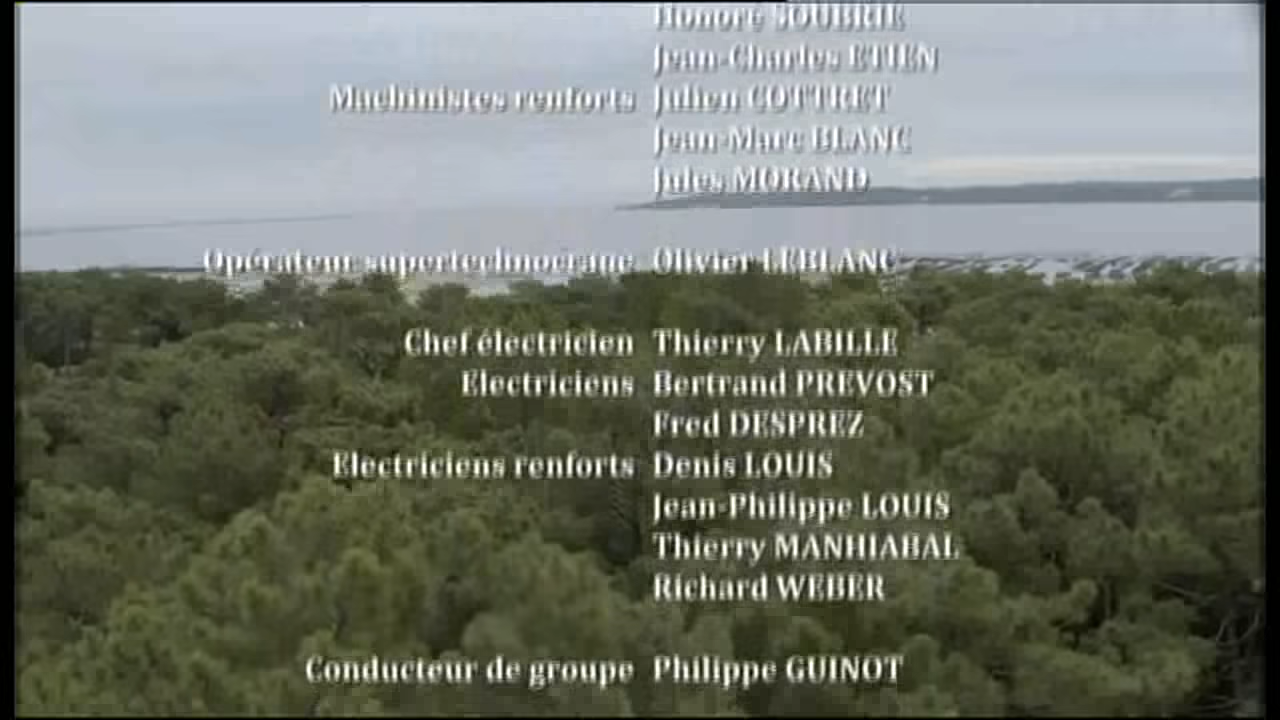 Honoré SOUBRIE
Jean-Charles ETIEN
Machinistes renforts Julien COTTRET
Jean-Marc BLANC
Jules MORAND
Opérateur supertechnocrane Olivier LEBLANC
Chef électricien Thierry LABILLE
Electriciens Bertrand PREVOST
Fred DESPREZ
Electriciens renforts Denis LOUIS
Jean-Philippe LOUIS
Thierry MANHIABAL
Richard WEBER
Conducteur de groupe Philippe GUINOT